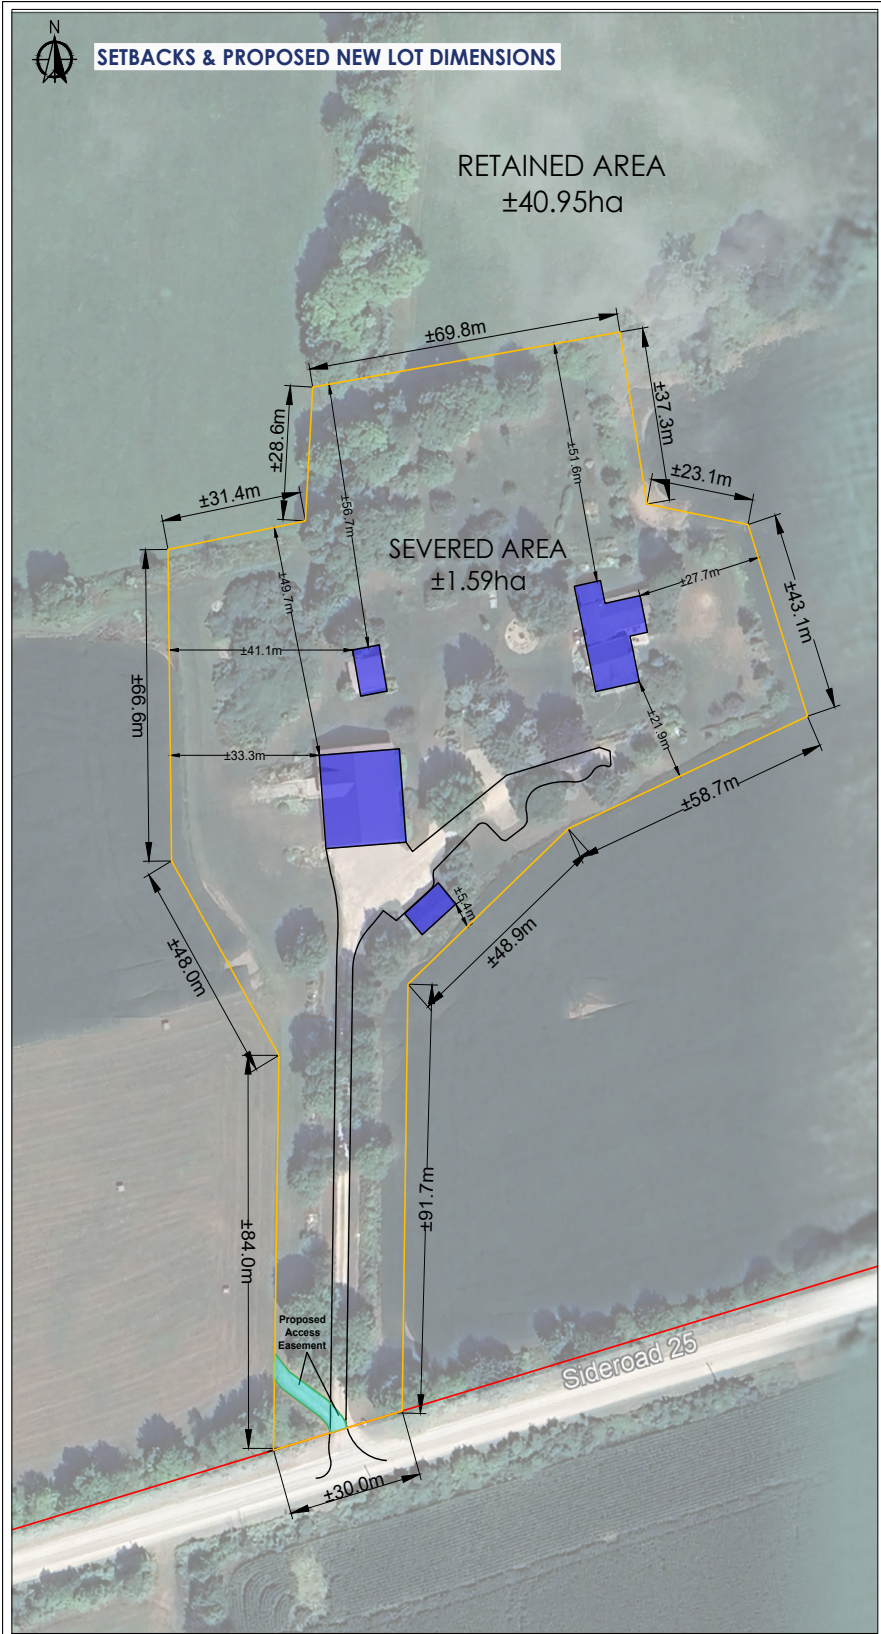 N
SETBACKS & PROPOSED NEW LOT DIMENSIONS
RETAINED AREA
±40.95ha
±69.8m
±37.3m
±28.6m
±23.1m
±31.4m
±51.6m
±56.7m
SEVERED AREA
±1.59ha
±49.7m
±27.7m
±43.1m
±41.1m
±66.6m
±21.9m
±33.3m
±58.7m
±5.4m
±48.9m
±48.0m
±91.7m
±84.0m
Proposed
Access
Easement
Sideroad 25
±30.0m